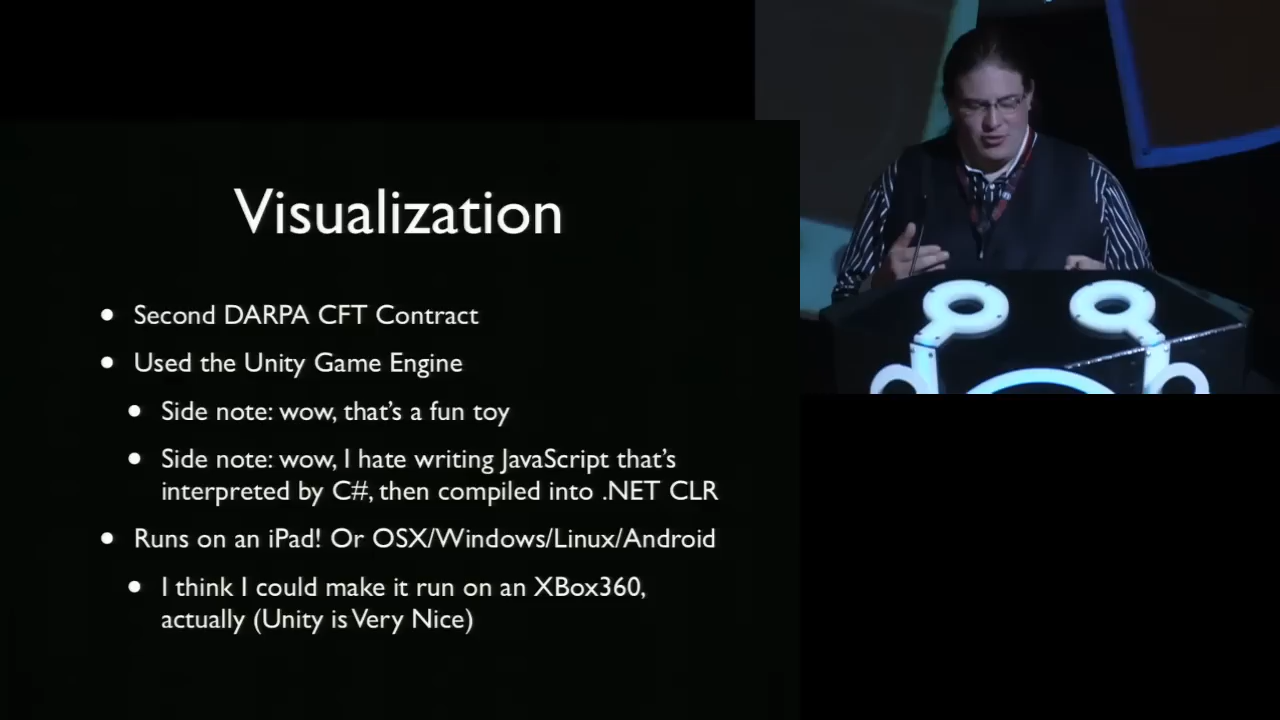 Visualization
• Second DARPA CFT Contract
• Used the Unity Game Engine
• Side note: wow, that's a fun toy
• Side note: wow, I hate writing JavaScript that's
interpreted by C#, then compiled into .NET CLR
• Runs on an iPad! Or OSX/Windows/Linux/Android
• I think I could make it run on an XBox360,
actually (Unity is Very Nice)